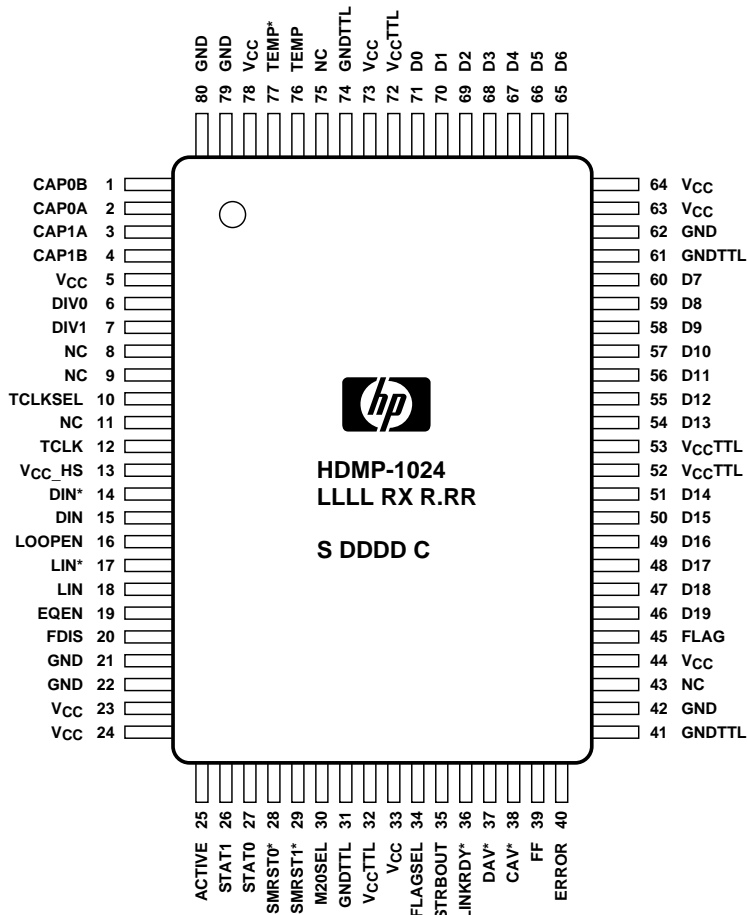 80 GND
79 GND
78 VCC
77 TEMP*
76 TEMP
75 NC
74 GNDTTL
73 VCC
72 VCCTTL
71 D0
70 D1
69 D2
68 D3
67 D4
66 D5
65 D6
CAP0B 1
CAP0A 2
CAP1A 3
CAP1B 4
VCC 5
DIV0 6
DIV1 7
NC 8
NC 9
TCLKSEL 10
NC 11
TCLK 12
VCC_HS 13
DIN* 14
DIN 15
LOOPEN 16
LIN* 17
LIN 18
EQEN 19
FDIS 20
GND 21
GND 22
VCC 23
VCC 24
hp
HDMP-1024
LLLL RX R.RR
S DDDD C
64 VCC
63 VCC
62 GND
61 GNDTTL
60 D7
59 D8
58 D9
57 D10
56 D11
55 D12
54 D13
53 VCCTTL
52 VCCTTL
51 D14
50 D15
49 D16
48 D17
47 D18
46 D19
45 FLAG
44 VCC
43 NC
42 GND
41 GNDTTL
ACTIVE 25
STAT1 26
STAT0 27
SMRST0* 28
SMRST1* 29
M20SEL 30
GNDTTL 31
VCCTTL 32
VCC 33
FLAGSEL 34
STRBOUT 35
LINKRDY* 36
DAV* 37
CAV* 38
FF 39
ERROR 40